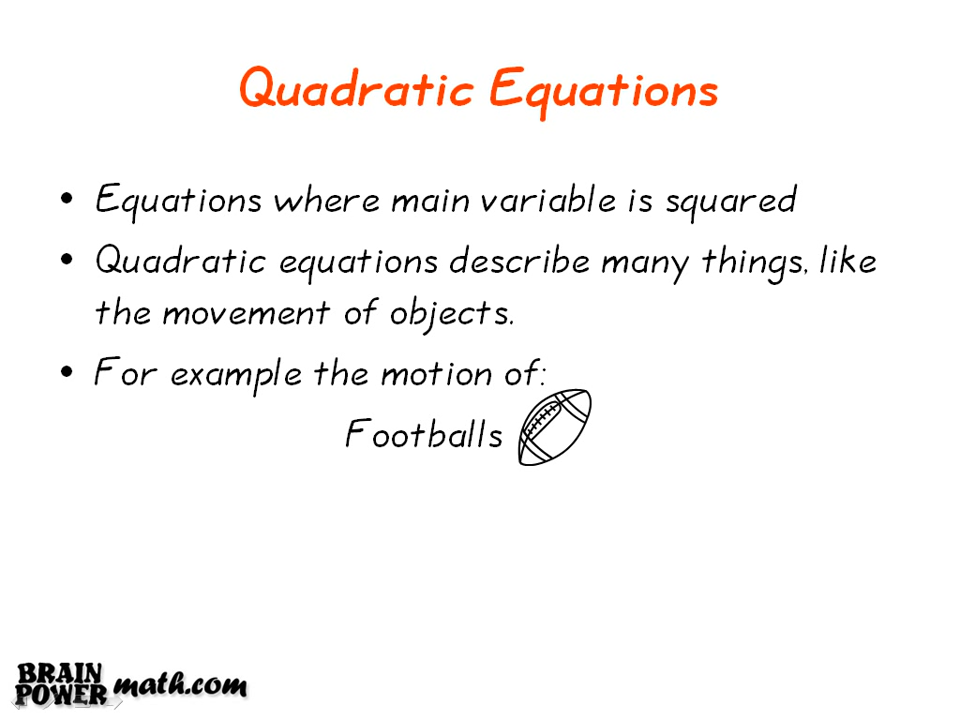 Quadratic Equations
• Equations where main variable is squared
• Quadratic equations describe many things, like
the movement of objects.
• For example the motion of:
Footballs
BRAIN
POWER math.com